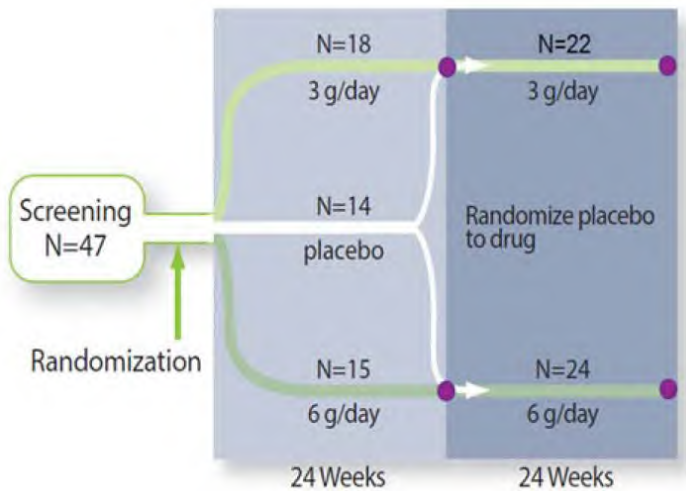 N=18
3 g/day
N=22
3 g/day
Screening
N=47
N=14
placebo
Randomize placebo
to drug
Randomization
N=15
6 g/day
N=24
6 g/day
24 Weeks
24 Weeks